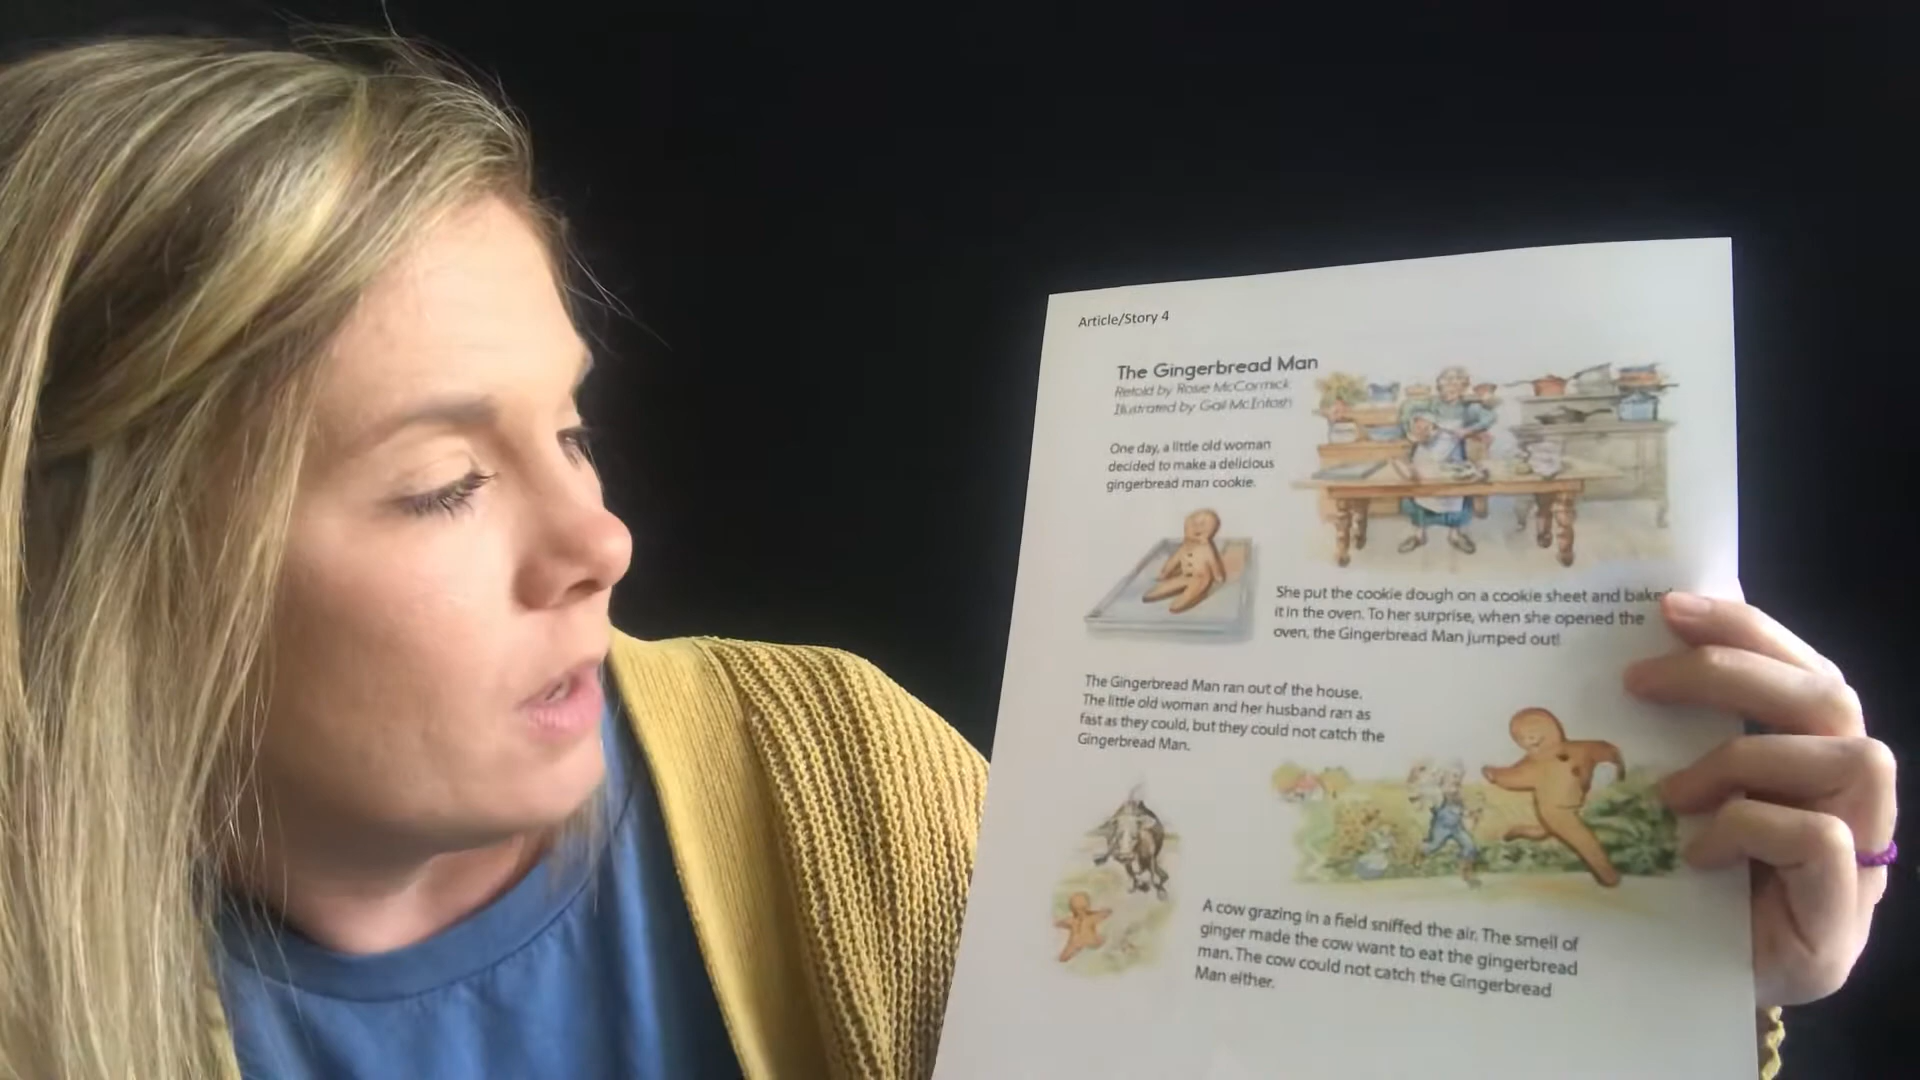 Article/Story 4
The Gingerbread Man
Retold by Rose McCormick
Illustrated by Gail McIntosh
One day, a little old woman
decided to make a delicious
gingerbread man cookie.
She put the cookie dough on a cookie sheet and baked
it in the oven. To her surprise, when she opened the
oven, the Gingerbread Man jumped out!
The Gingerbread Man ran out of the house.
The little old woman and her husband ran as
fast as they could, but they could not catch the
Gingerbread Man.
A cow grazing in a field sniffed the air. The smell of
ginger made the cow want to eat the gingerbread
man. The cow could not catch the Gingerbread
Man either.